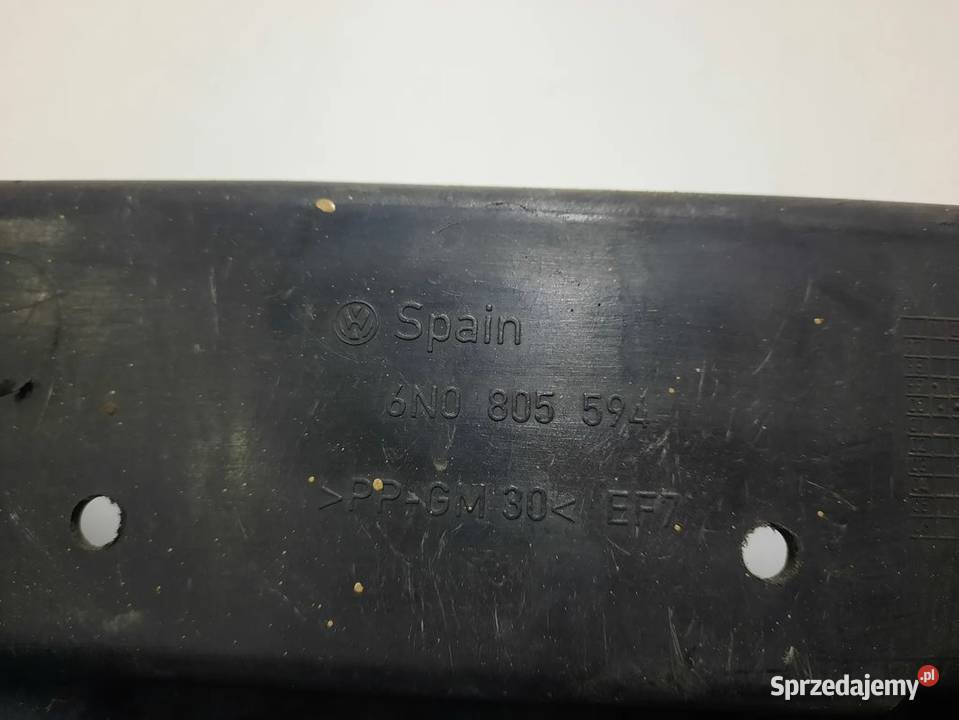 Spain
6N0 805 594
>PP-GM 30< EF7
Sprzedajemy.pl